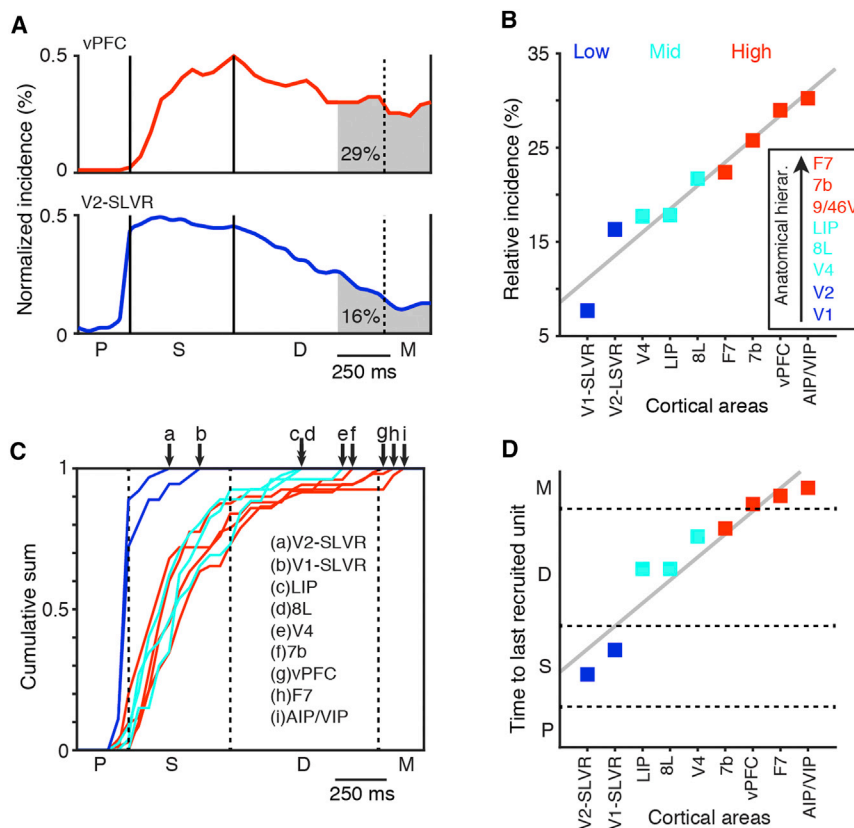 A
vPFC
0.5
0
29%
V2-SLVR
0.5
0
16%
Normalized incidence (%)
P
S
D
M
250 ms
B
Low
Mid
High
35
25
15
5
Relative incidence (%)
Anatomical hierar.
F7
7b
9/46V
LIP
8L
V4
V2
V1
V1-SLVR
V2-LSVR
V4
LIP
8L
F7
7b
vPFC
AIP/VIP
Cortical areas
C
a
b
c,d
e
f
g
h
i
1
0.5
0
Cumulative sum
(a)V2-SLVR
(b)V1-SLVR
(c)LIP
(d)8L
(e)V4
(f)7b
(g)vPFC
(h)F7
(i)AIP/VIP
P
S
D
M
250 ms
D
M
D
S
P
Time to last recruited unit
V2-SLVR
V1-SLVR
LIP
8L
V4
7b
vPFC
F7
AIP/VIP
Cortical areas